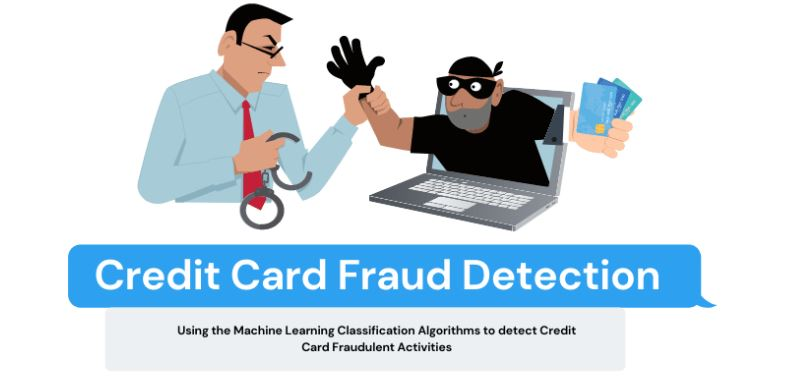 Credit Card Fraud Detection
Using the Machine Learning Classification Algorithms to detect Credit
Card Fraudulent Activities